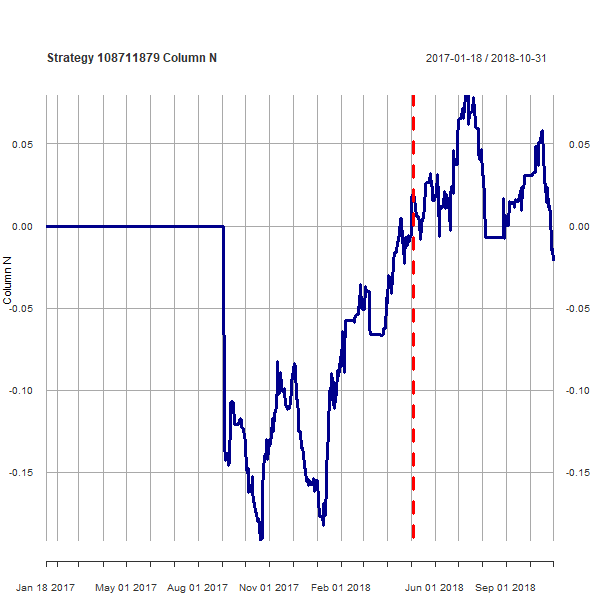 Strategy 108711879 Column N
2017-01-18 / 2018-10-31
Column N
0.05
0.00
-0.05
-0.10
-0.15
0.05
0.00
-0.05
-0.10
-0.15
Jan 18 2017
May 01 2017
Aug 01 2017
Nov 01 2017
Feb 01 2018
Jun 01 2018
Sep 01 2018